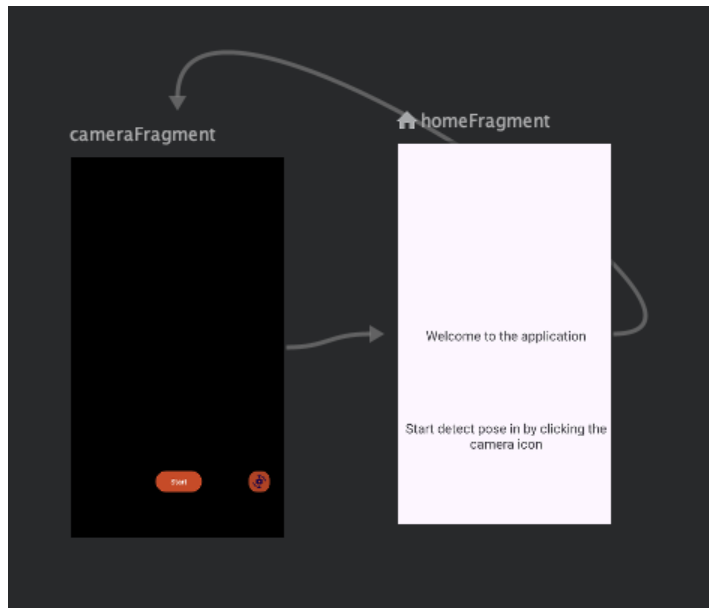 cameraFragment
homeFragment
Welcome to the application
Start detect pose in by clicking the
camera icon
Start